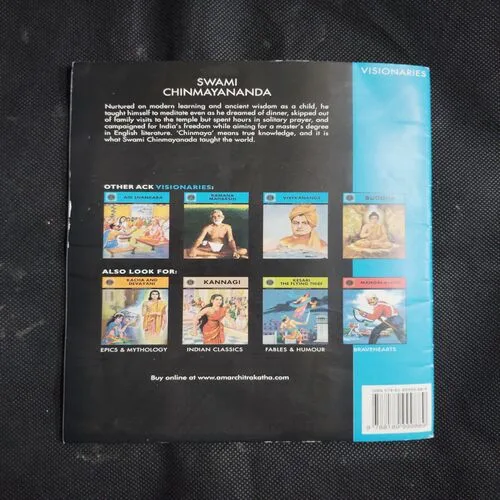 VISIONARIES
SWAMI
CHINMAYANANDA
Nurtured on modern learning and ancient wisdom as a child, he
taught himself to meditate even as he dreamed of dinner, skipped out
of family visits to the temple but spent hours in solitary prayer, and
campaigned for India's freedom while aiming for a master's degree
in English literature. 'Chinmaya' means true knowledge, and it is
what Swami Chinmayananda taught the world.
OTHER ACK VISIONARIES:
ADI SHANKARA
RAMANA
MAHARSHI
VIVEKANANDA
BUDDHA
ALSO LOOK FOR:
KACHA AND
DEVAYANI
KANNAGI
KESARI
THE FLYING THIEF
EPICS & MYTHOLOGY
INDIAN CLASSICS
FABLES & HUMOUR
BRAVEHEARTS
Buy online at www.amarchitrakatha.com